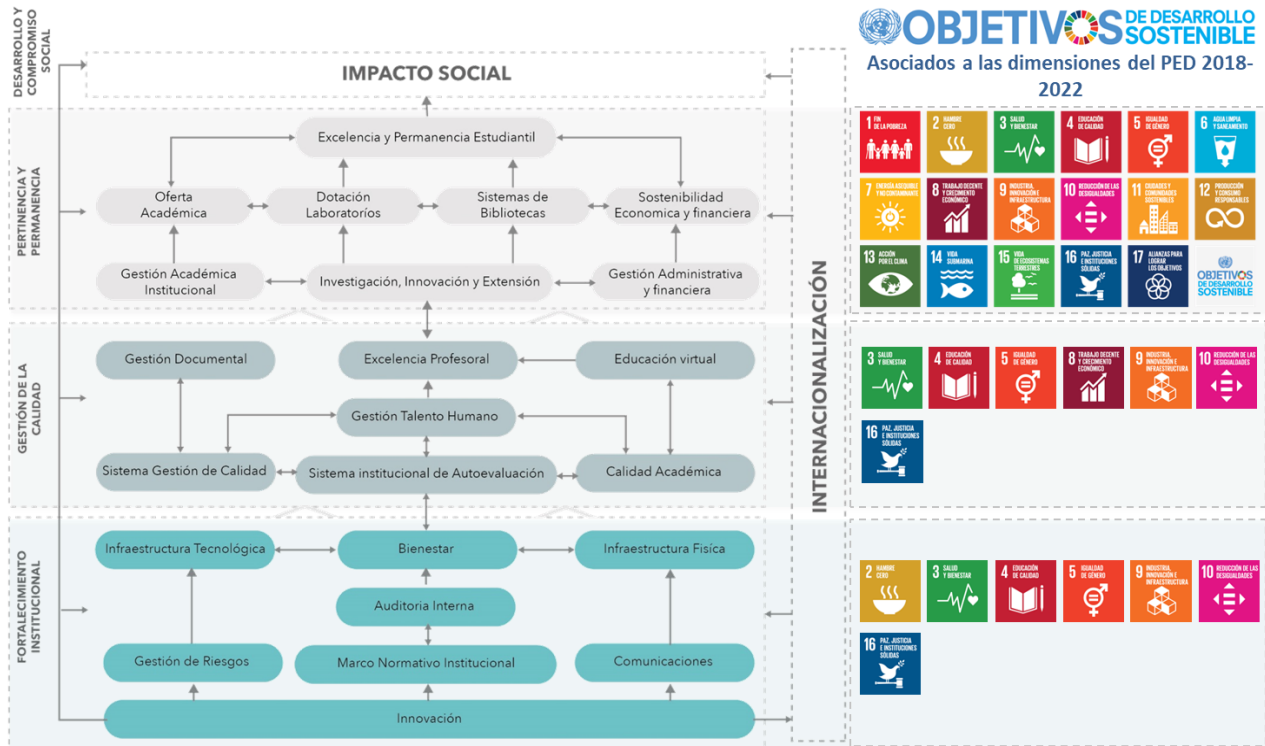 DESARROLLO Y
COMPROMISO
SOCIAL
IMPACTO SOCIAL
PERTINENCIA Y
PERMANENCIA
Excelencia y Permanencia Estudiantil
Oferta
Académica
Dotación
Laboratoríos
Sistemas de
Bibliotecas
Sostenibilidad
Economica y financiera
Gestión Académica
Institucional
Investigación, Innovación y Extensión
Gestión Administrativa
y financiera
GESTIÓN DE LA
CALIDAD
Gestión Documental
Excelencia Profesoral
Educación virtual
Gestión Talento Humano
Sistema Gestión de Calidad
Sistema institucional de Autoevaluación
Calidad Académica
FORTALECIMIENTO
INSTITUCIONAL
Infraestructura Tecnológica
Bienestar
Infraestructura Fisíca
Auditoria Interna
Gestión de Riesgos
Marco Normativo Institucional
Comunicaciones
Innovación
INTERNACIONALIZACIÓN
OBJETIVOS DE DESARROLLO
SOSTENIBLE
Asociados a las dimensiones del PED 2018-
2022
1 FIN
DE LA POBREZA
2 HAMBRE
CERO
3 SALUD
Y BIENESTAR
4 EDUCACIÓN
DE CALIDAD
5 IGUALDAD
DE GÉNERO
6 AGUA LIMPIA
Y SANEAMIENTO
7 ENERGÍA ASEQUIBLE
Y NO CONTAMINANTE
8 TRABAJO DECENTE
Y CRECIMIENTO
ECONÓMICO
9 INDUSTRIA,
INNOVACIÓN E
INFRAESTRUCTURA
10 REDUCCIÓN DE LAS
DESIGUALDADES
11 CIUDADES Y
COMUNIDADES
SOSTENIBLES
12 PRODUCCIÓN
Y CONSUMO
RESPONSABLES
13 ACCIÓN
POR EL CLIMA
14 VIDA
SUBMARINA
15 VIDA
DE ECOSISTEMAS
TERRESTRES
16 PAZ, JUSTICIA
E INSTITUCIONES
SÓLIDAS
17 ALIANZAS PARA
LOGRAR
LOS OBJETIVOS
OBJETIVOS
DE DESARROLLO
SOSTENIBLE
3 SALUD
Y BIENESTAR
4 EDUCACIÓN
DE CALIDAD
5 IGUALDAD
DE GÉNERO
8 TRABAJO DECENTE
Y CRECIMIENTO
ECONÓMICO
9 INDUSTRIA,
INNOVACIÓN E
INFRAESTRUCTURA
10 REDUCCIÓN DE LAS
DESIGUALDADES
16 PAZ, JUSTICIA
E INSTITUCIONES
SÓLIDAS
2 HAMBRE
CERO
3 SALUD
Y BIENESTAR
4 EDUCACIÓN
DE CALIDAD
5 IGUALDAD
DE GÉNERO
9 INDUSTRIA,
INNOVACIÓN E
INFRAESTRUCTURA
10 REDUCCIÓN DE LAS
DESIGUALDADES
16 PAZ, JUSTICIA
E INSTITUCIONES
SÓLIDAS